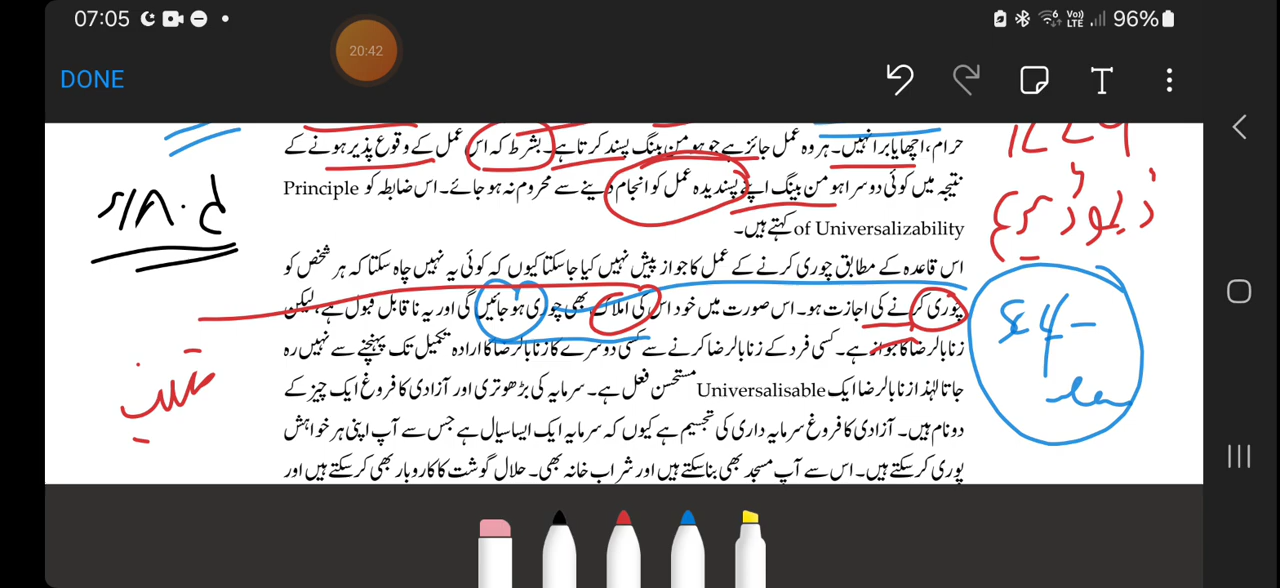 07:05
96%
20:42
DONE
حرام، اچھا یا برا نہیں۔ ہر وہ عمل جائز ہے جو ہیومن بینگ پسند کرتا ہے۔ بشرط کہ اس عمل کے وقوع پذیر ہونے کے
نتیجہ میں کوئی دوسرا ہومن بینگ اپنے پسندیدہ عمل کو انجام دینے سے محروم نہ ہو جائے۔ اس ضابطہ کو Principle
of Universalizability کہتے ہیں۔
اس قاعدہ کے مطابق چوری کرنے کے عمل کا جواز پیش نہیں کیا جاسکتا کیوں کہ کوئی یہ نہیں چاہ سکتا کہ ہر شخص کو
چوری کرنے کی اجازت ہو۔ اس صورت میں خود اس کی املاک بھی چوری ہو جائیں گی اور یہ نا قابل قبول ہے لیکن
زنا بالرضا کا جواز ہے۔ کسی فرد کے زنا بالرضا کرنے سے کسی دوسرے کا زنا بالرضا کا ارادہ تکمیل تک پہنچنے سے نہیں رہ
جاتا لہٰذا زنا بالرضا ایک Universalisable مستحسن فعل ہے۔ سرمایہ کی بڑھوتری اور آزادی کا فروغ ایک چیز کے
دو نام ہیں۔ آزادی کا فروغ سرمایہ داری کی تجسیم ہے کیوں کہ سرمایہ ایک ایسا سیال ہے جس سے آپ اپنی ہر خواہش
پوری کرسکتے ہیں۔ اس سے آپ مسجد بھی بنا سکتے ہیں اور شراب خانہ بھی۔ حلال گوشت کا کاروبار بھی کرسکتے ہیں اور